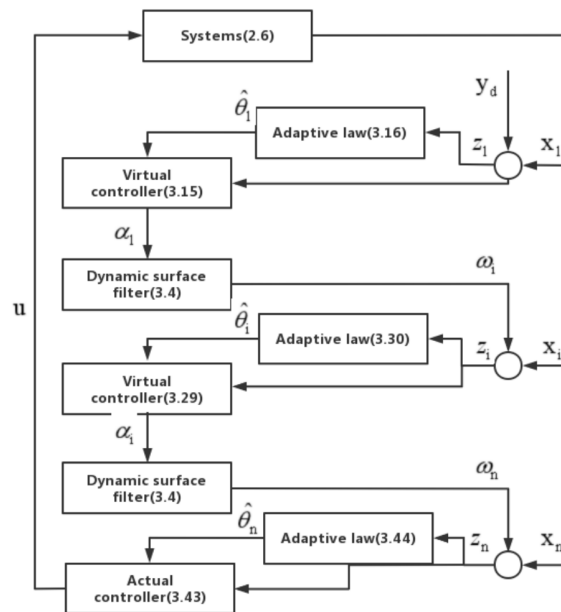 Systems(2.6)
y_d
θ̂_1
Adaptive law(3.16)
z_1
x_1
Virtual
controller(3.15)
α_1
Dynamic surface
filter(3.4)
ω_i
u
θ̂_i
Adaptive law(3.30)
z_i
x_i
Virtual
controller(3.29)
α_i
Dynamic surface
filter(3.4)
ω_n
θ̂_n
Adaptive law(3.44)
z_n
x_n
Actual
controller(3.43)